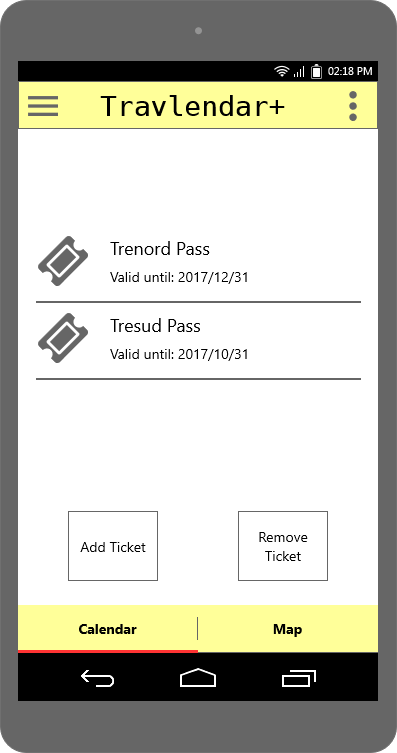 02:18 PM
Travlendar+
Trenord Pass
Valid until: 2017/12/31
Tresud Pass
Valid until: 2017/10/31
Add Ticket
Remove
Ticket
Calendar
Map